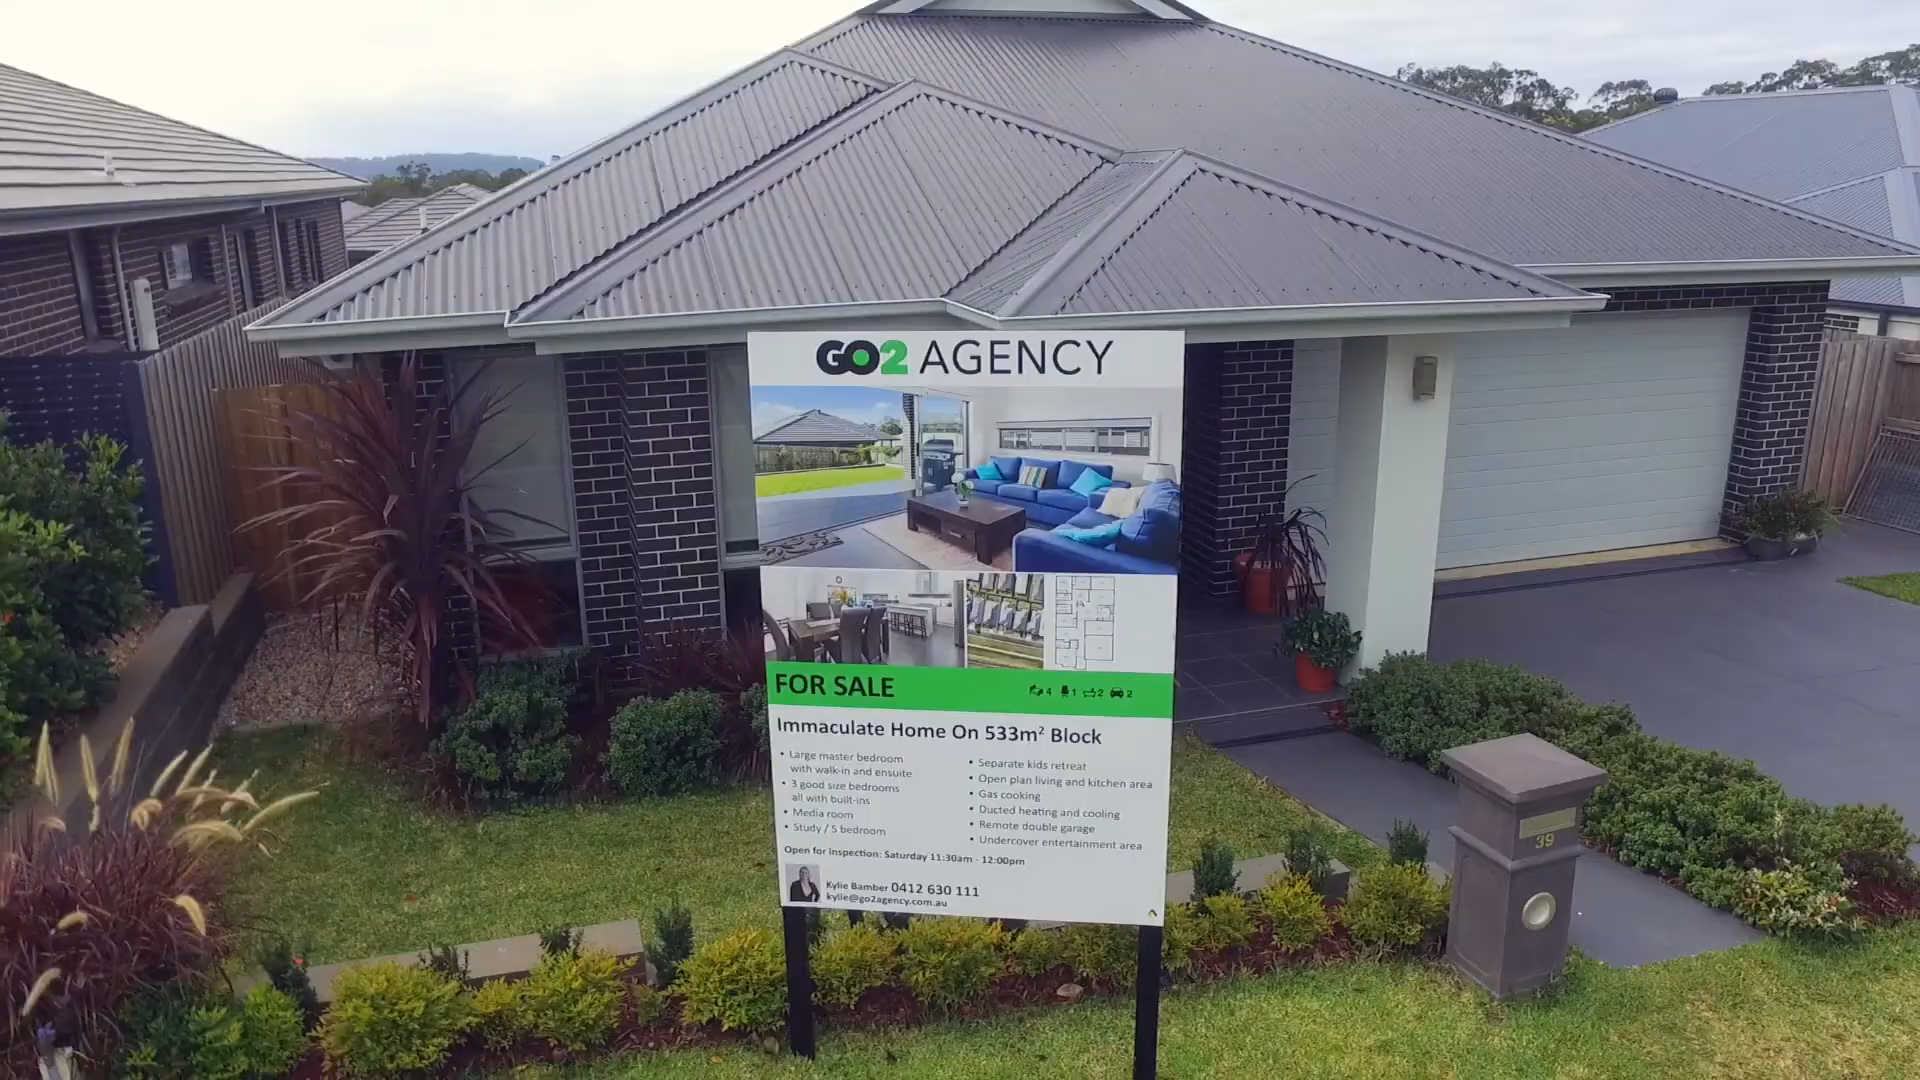 GO2 AGENCY
FOR SALE
4 1 2 2
Immaculate Home On 533m² Block
• Large master bedroom
with walk-in and ensuite
• 3 good size bedrooms
all with built-ins
• Media room
• Study / 5 bedroom
• Separate kids retreat
• Open plan living and kitchen area
• Gas cooking
• Ducted heating and cooling
• Remote double garage
• Undercover entertainment area
Open for inspection: Saturday 11:30am - 12:00pm
Kylie Bamber 0412 630 111
kylie@go2agency.com.au
39